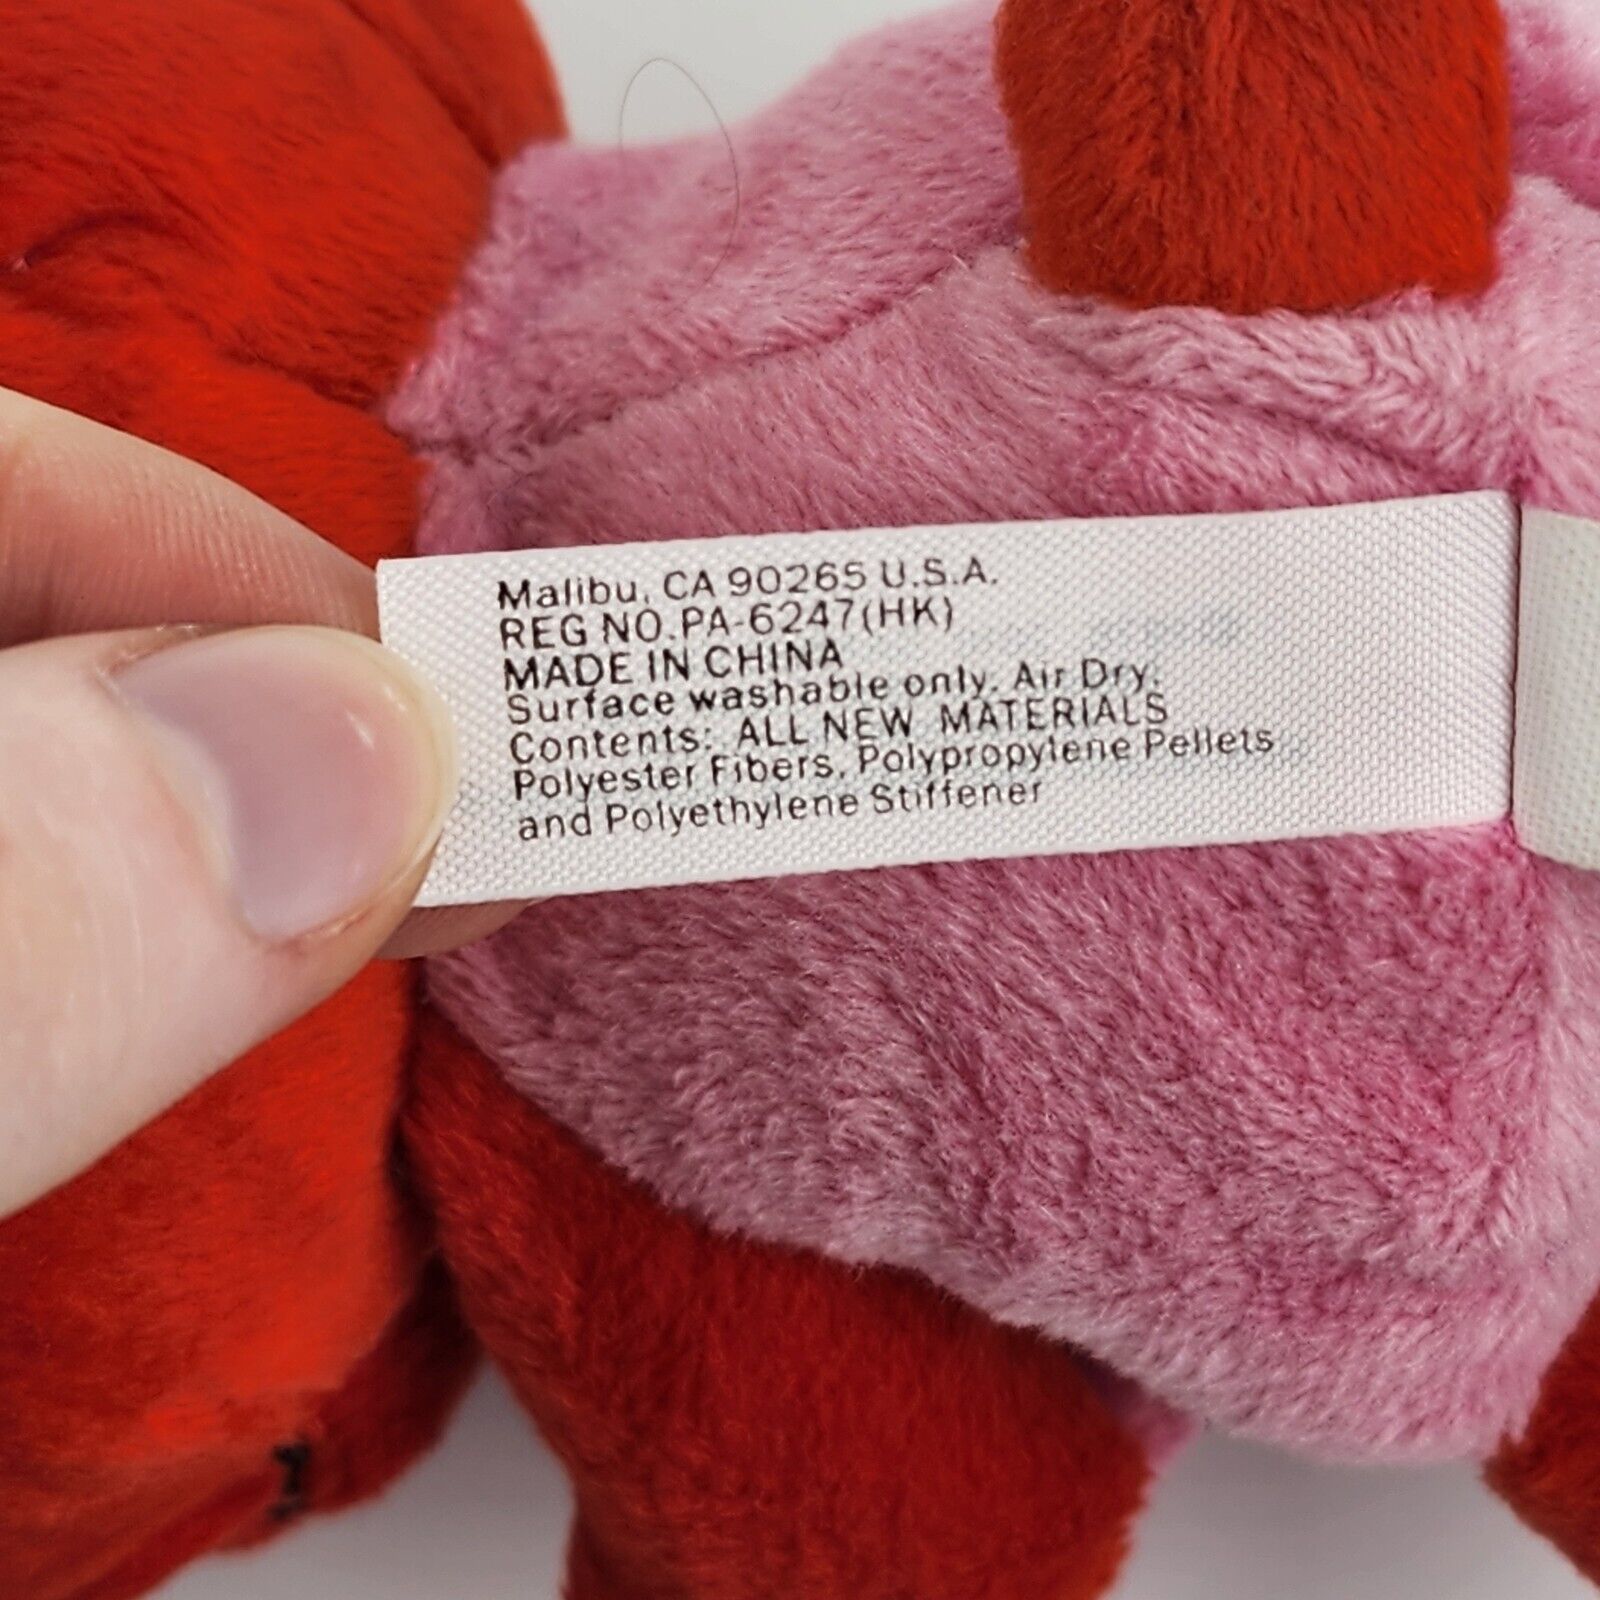 Malibu, CA 90265 U.S.A.
REG NO.PA-6247(HK)
MADE IN CHINA
Surface washable only. Air Dry.
Contents: ALL NEW MATERIALS
Polyester Fibers, Polypropylene Pellets
and Polyethylene Stiffener